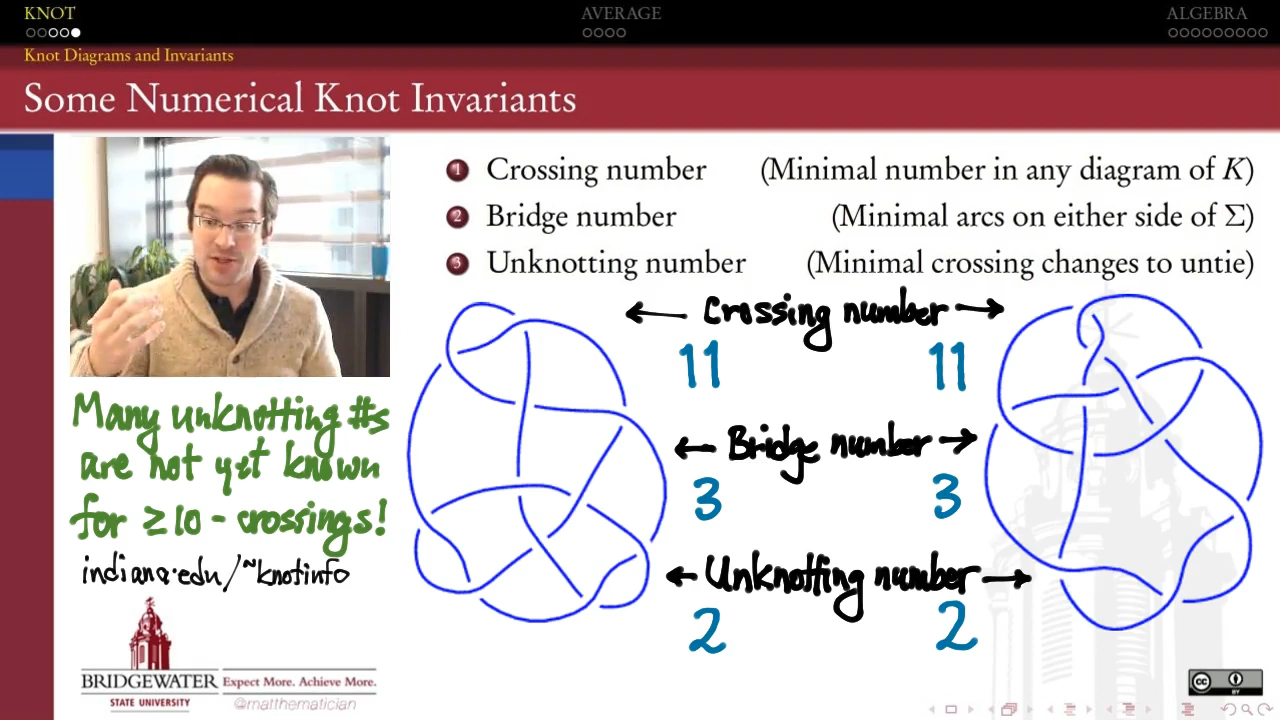 KNOT AVERAGE ALGEBRA
Knot Diagrams and Invariants
Some Numerical Knot Invariants
1 Crossing number (Minimal number in any diagram of K)
2 Bridge number (Minimal arcs on either side of Σ)
3 Unknotting number (Minimal crossing changes to untie)
← Crossing number →
11 11
← Bridge number →
3 3
← Unknotting number →
2 2
Many unknotting #s
are not yet known
for ≥10-crossings!
indiana.edu/~knotinfo
BRIDGEWATER
STATE UNIVERSITY
Expect More. Achieve More.
@matthematician
CC BY